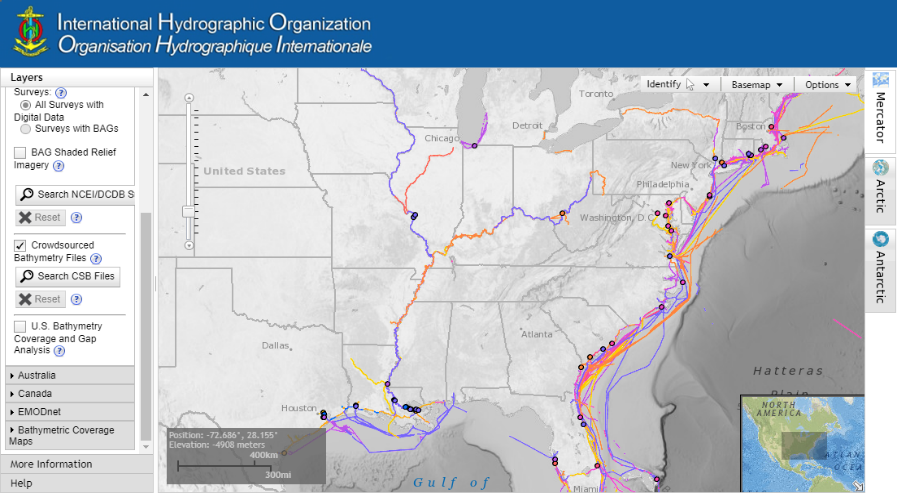 International Hydrographic Organization
Organisation Hydrographique Internationale
Layers
Surveys: ?
All Surveys with
Digital Data
Surveys with BAGs
BAG Shaded Relief
Imagery ?
Search NCEI/DCDB S
Reset ?
Crowdsourced
Bathymetry Files ?
Search CSB Files
Reset ?
U.S. Bathymetry
Coverage and Gap
Analysis ?
Australia
Canada
EMODnet
Bathymetric Coverage
Maps
More Information
Help
Identify
Basemap
Options
Toronto
Boston
Detroit
Chicago
New York
United States
Philadelphia
Washington, D.C.
Atlanta
Dallas
Hatteras
Plain
Houston
Miami
Gulf of
Position: -72.686°, 28.155°
Elevation: -4908 meters
400km
300mi
NORTH
AMERICA
Mercator
Arctic
Antarctic